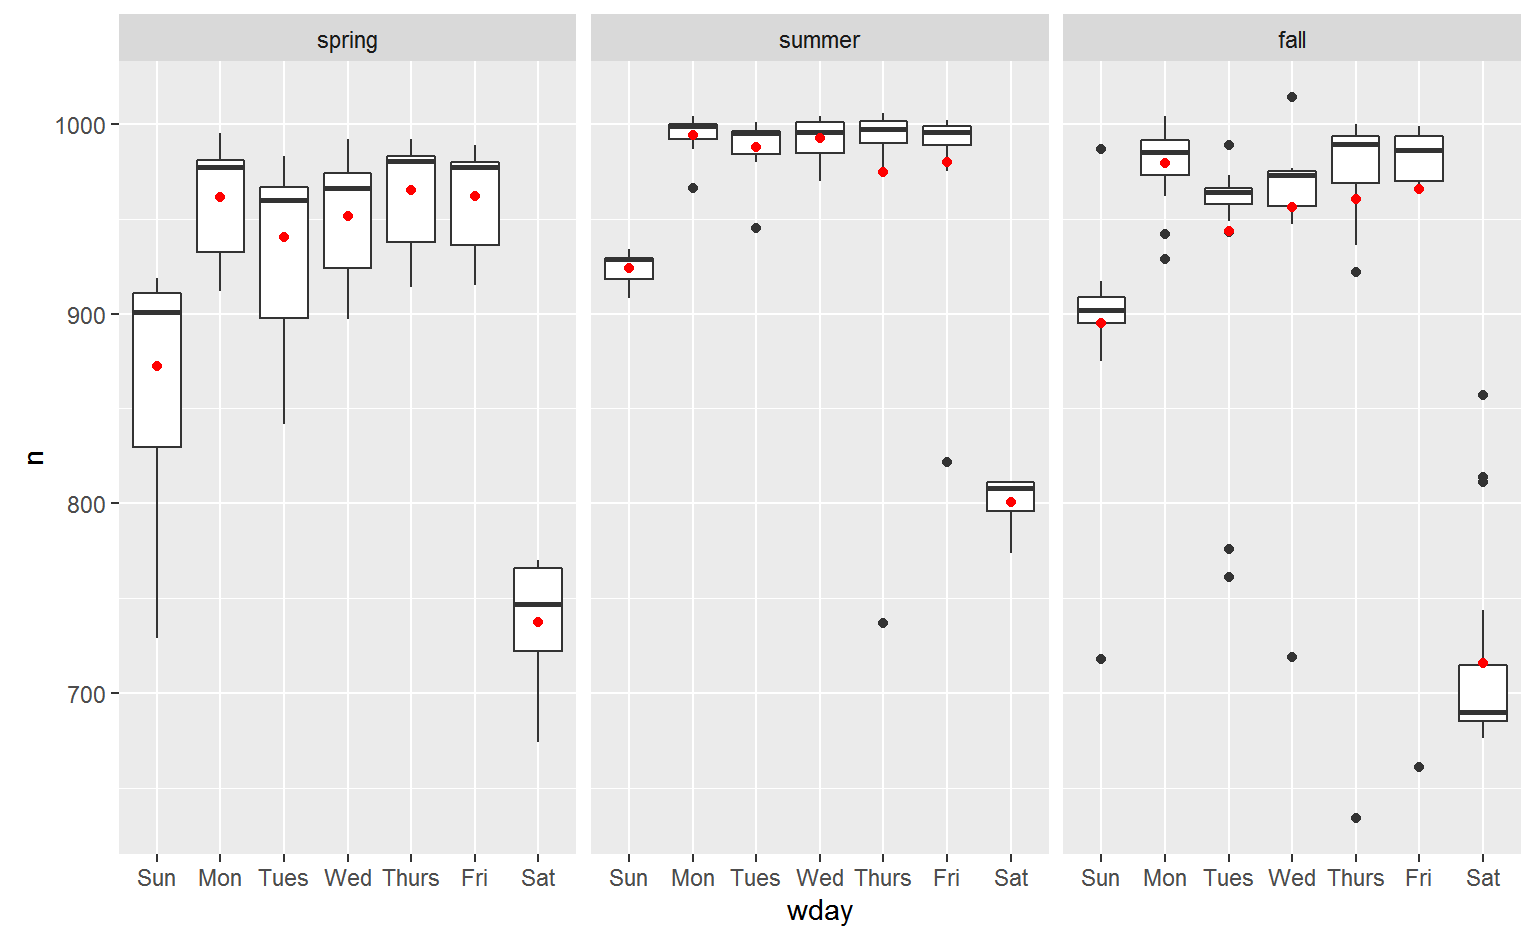 spring summer fall
1000
900
800
700
n
Sun Mon Tues Wed Thurs Fri Sat Sun Mon Tues Wed Thurs Fri Sat Sun Mon Tues Wed Thurs Fri Sat
wday